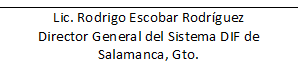 Lic. Rodrigo Escobar Rodríguez
Director General del Sistema DIF de
Salamanca, Gto.